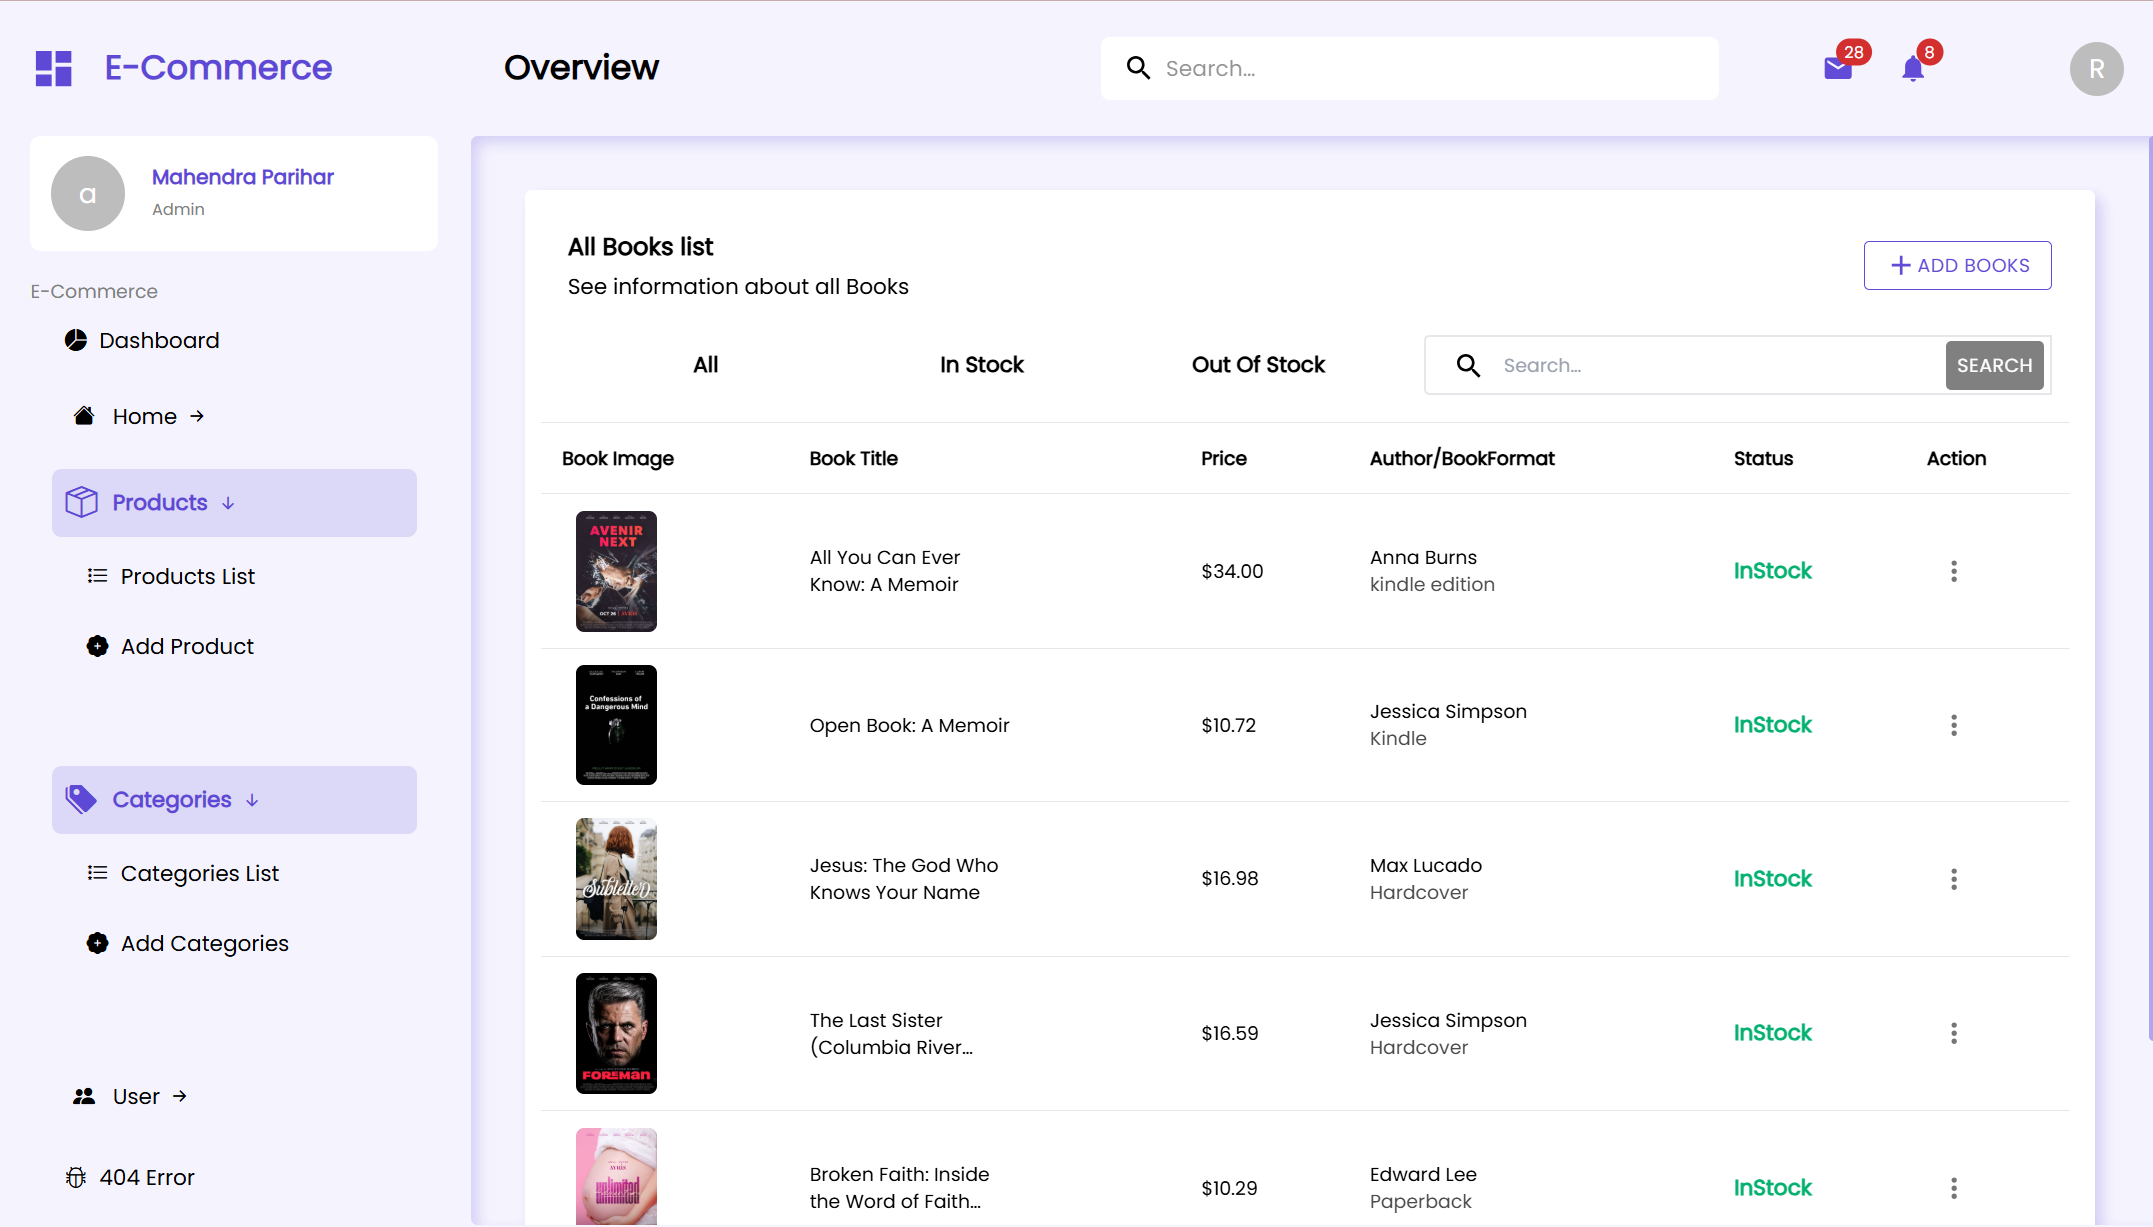 E-Commerce
Overview
Search...
28
8
R
a
Mahendra Parihar
Admin
E-Commerce
Dashboard
Home
Products
Products List
Add Product
Categories
Categories List
Add Categories
User
404 Error
All Books list
See information about all Books
ADD BOOKS
All
In Stock
Out Of Stock
Search...
SEARCH
Book Image
Book Title
Price
Author/BookFormat
Status
Action
AVENIR
NEXT
OCT 26
All You Can Ever
Know: A Memoir
$34.00
Anna Burns
kindle edition
InStock
Confessions of
a Dangerous Mind
Open Book: A Memoir
$10.72
Jessica Simpson
Kindle
InStock
Subletter
Jesus: The God Who
Knows Your Name
$16.98
Max Lucado
Hardcover
InStock
FOREMAN
The Last Sister
(Columbia River...
$16.59
Jessica Simpson
Hardcover
InStock
unlimited
Broken Faith: Inside
the Word of Faith...
$10.29
Edward Lee
Paperback
InStock